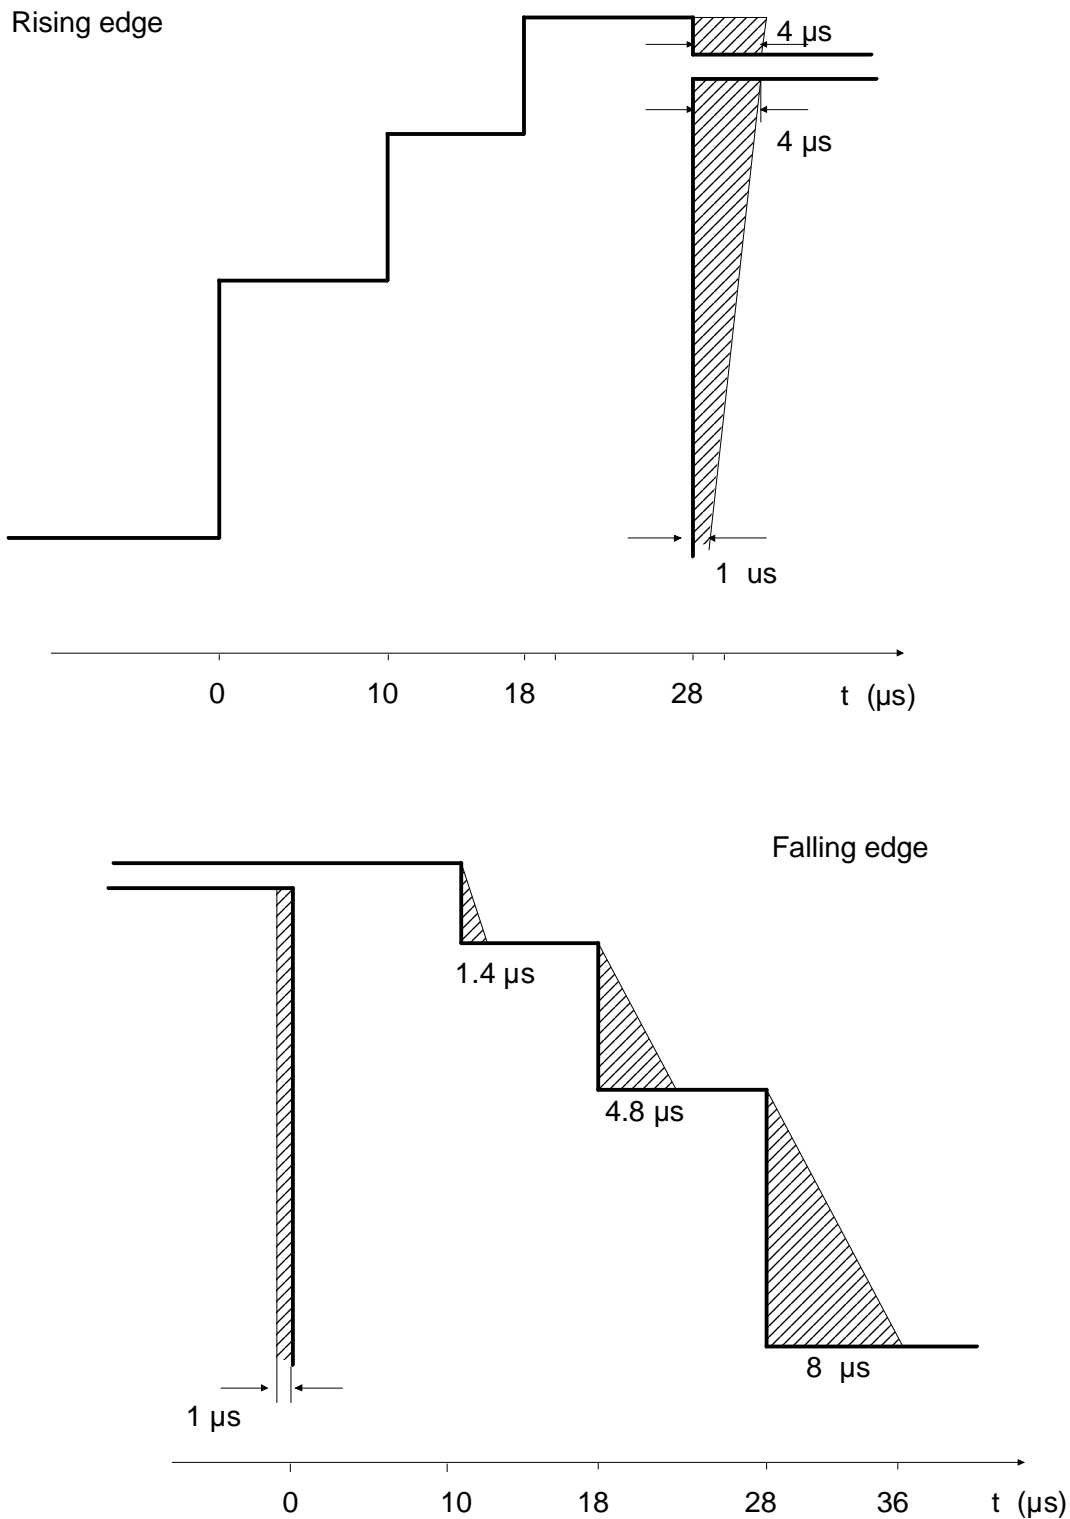 Rising edge
4 µs
4 µs
1 us
0 10 18 28 t (µs)
Falling edge
1.4 µs
4.8 µs
8 µs
1 µs
0 10 18 28 36 t (µs)